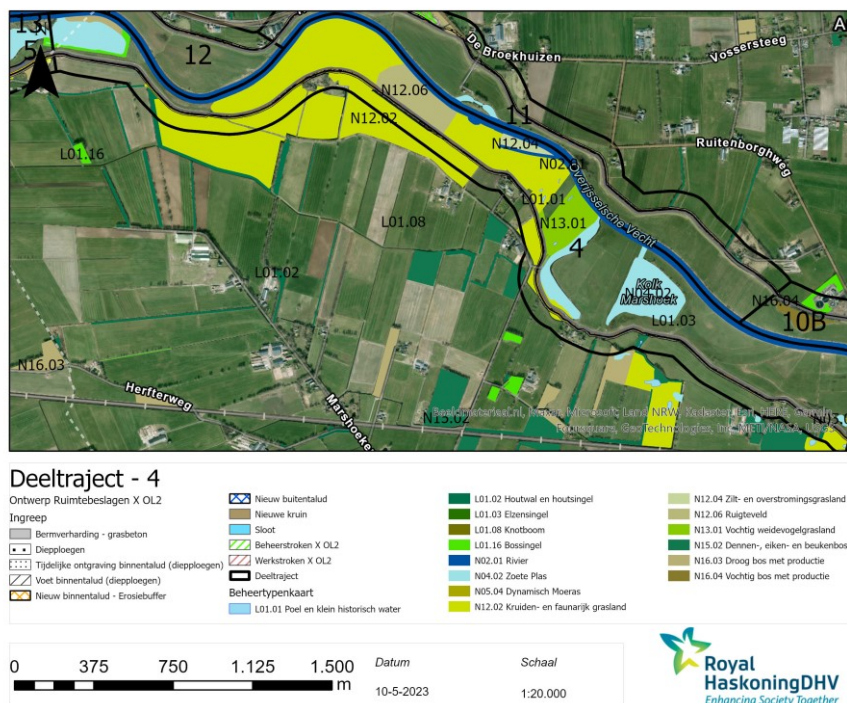 13
5
12
De Broekhuizen
Vossersteeg
A
N12.06
11
N12.02
N12.04
L01.16
N02.01
Ruitenborghweg
Overijsselsche Vecht
L01.01
L01.08
N13.01
4
L01.02
N04.02
Kolk
Marshoek
N16.04
L01.03
10B
N16.03
Herfterweg
N15.02
Deeltraject - 4
Ontwerp Ruimtebeslagen X OL2
Ingreep
Bermverharding - grasbeton
Diepploegen
Tijdelijke ontgraving binnentalud (diepploegen)
Voet binnentalud (diepploegen)
Nieuw binnentalud - Erosiebuffer
Nieuw buitentalud
Nieuwe kruin
Sloot
Beheerstroken X OL2
Werkstroken X OL2
Deeltraject
Beheertypenkaart
L01.01 Poel en klein historisch water
L01.02 Houtwal en houtsingel
L01.03 Elzensingel
L01.08 Knotboom
L01.16 Bossingel
N02.01 Rivier
N04.02 Zoete Plas
N05.04 Dynamisch Moeras
N12.02 Kruiden- en faunarijk grasland
N12.04 Zilt- en overstromingsgrasland
N12.06 Ruigteveld
N13.01 Vochtig weidevogelgrasland
N15.02 Dennen-, eiken- en beukenbos
N16.03 Droog bos met productie
N16.04 Vochtig bos met productie
0 375 750 1.125 1.500
m
Datum
10-5-2023
Schaal
1:20.000
Royal
HaskoningDHV
Enhancing Society Together